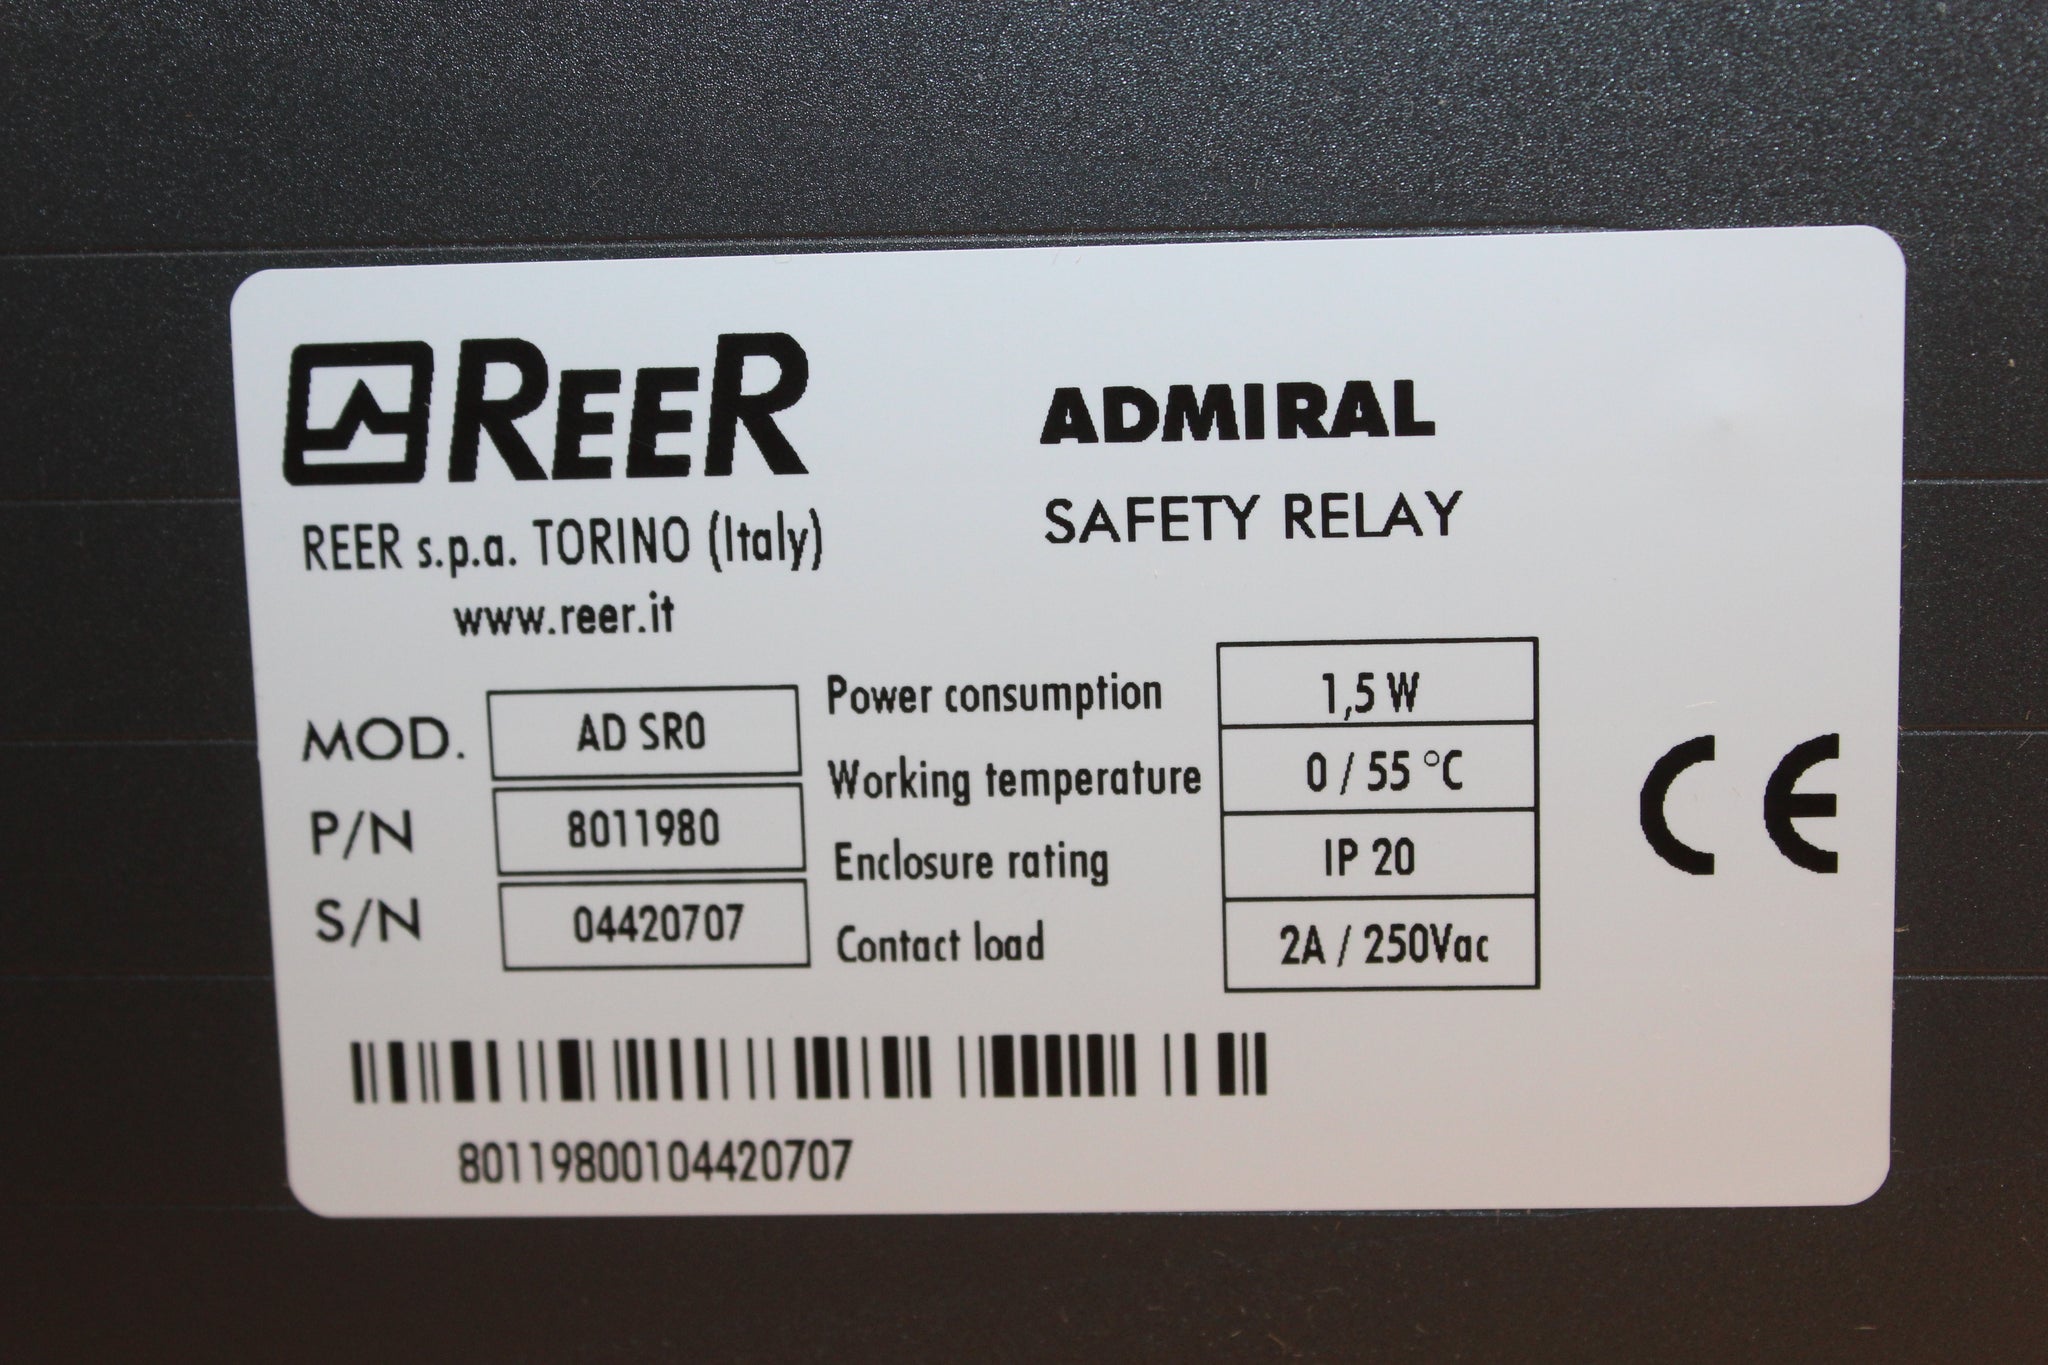 REER
REER s.p.a. TORINO (Italy)
www.reer.it
ADMIRAL
SAFETY RELAY
MOD. AD SR0
P/N 8011980
S/N 04420707
Power consumption 1,5 W
Working temperature 0 / 55 °C
Enclosure rating IP 20
Contact load 2A / 250Vac
CE
80119800104420707